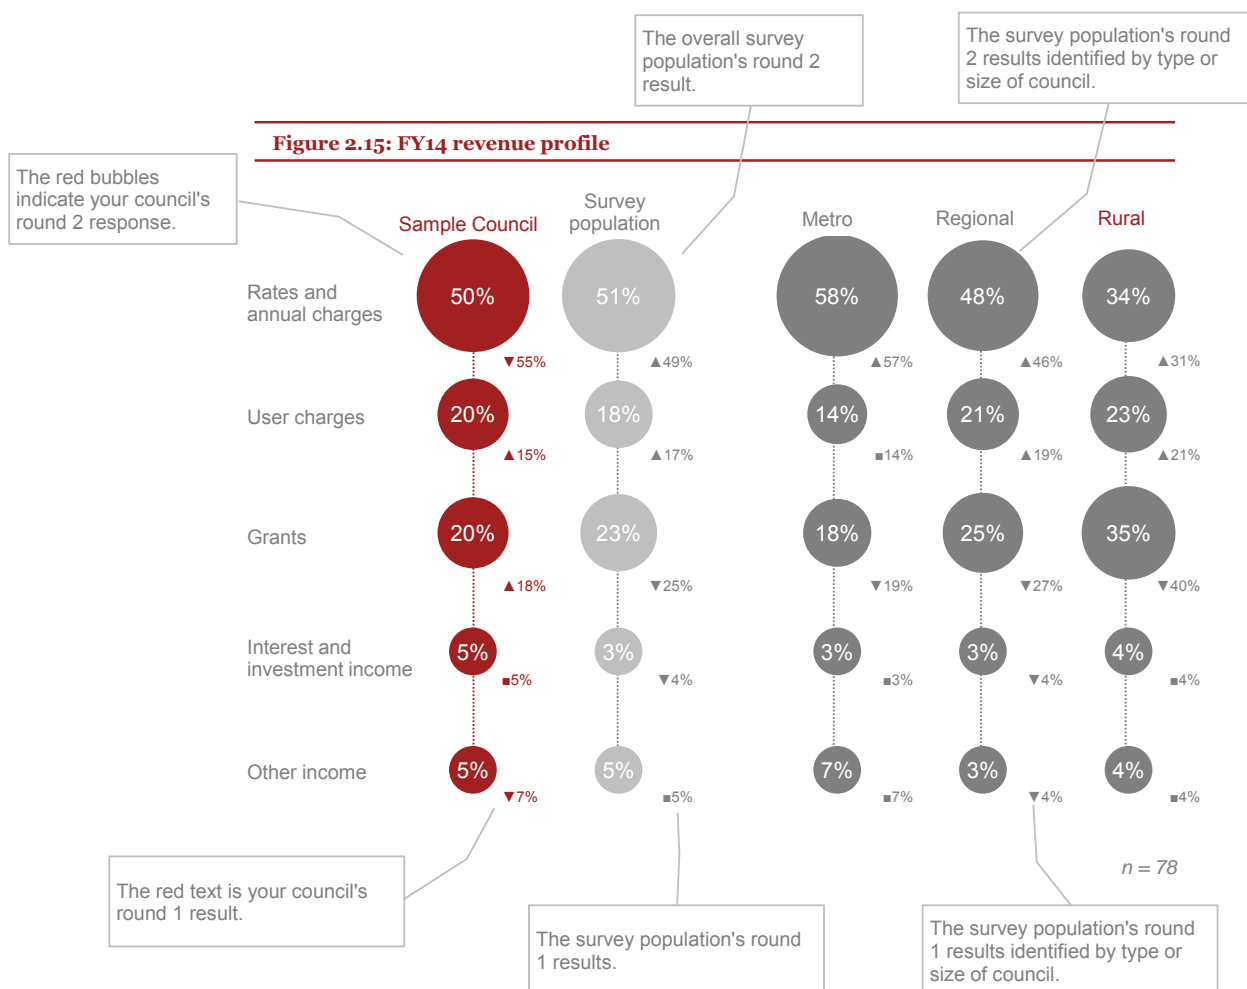 The overall survey
population's round 2
result.
The survey population's round
2 results identified by type or
size of council.
Figure 2.15: FY14 revenue profile
The red bubbles
indicate your council's
round 2 response.
Sample Council
Survey
population
Metro
Regional
Rural
Rates and
annual charges
50% 51% 58% 48% 34%
▼55% ▲49% ▲57% ▲46% ▲31%
User charges
20% 18% 14% 21% 23%
▲15% ▲17% ■14% ▲19% ▲21%
Grants
20% 23% 18% 25% 35%
▲18% ▼25% ▼19% ▼27% ▼40%
Interest and
investment income
5% 3% 3% 3% 4%
■5% ▼4% ■3% ▼4% ■4%
Other income
5% 5% 7% 3% 4%
▼7% ■5% ■7% ▼4% ■4%
n = 78
The red text is your council's
round 1 result.
The survey population's round
1 results.
The survey population's round
1 results identified by type or
size of council.